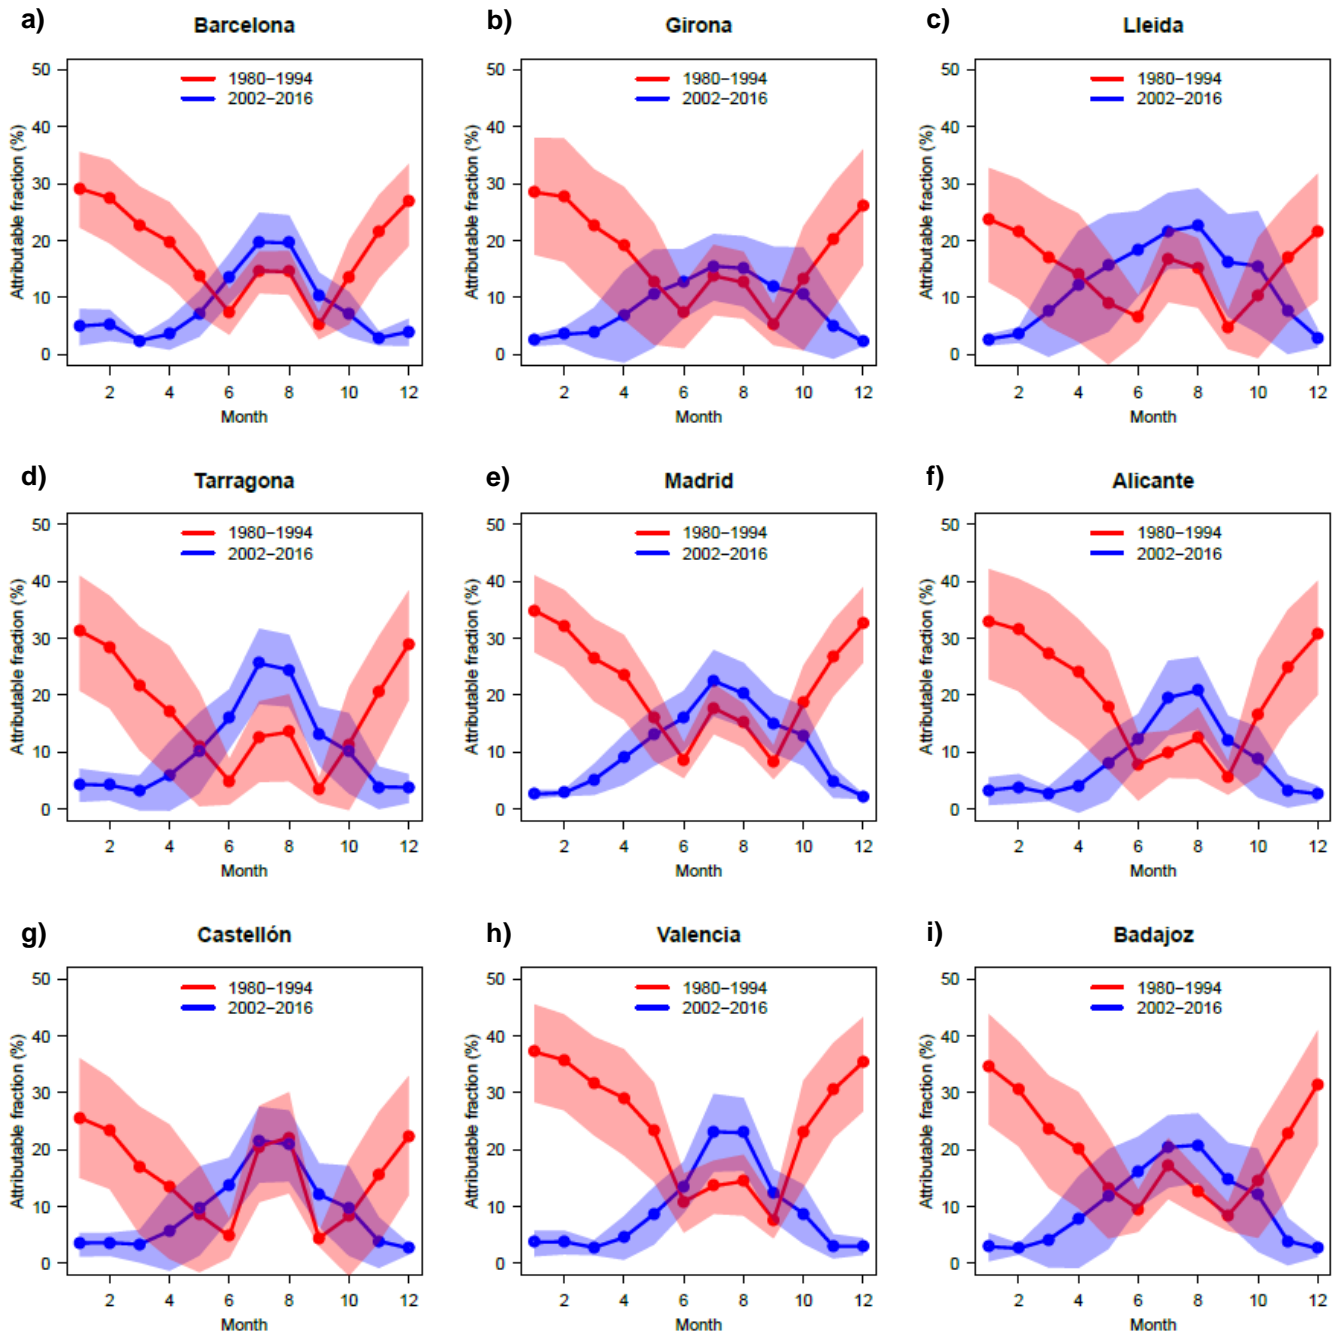 a) Barcelona
50
40
30
20
10
0
Attributable fraction (%)
1980−1994
2002−2016
2 4 6 8 10 12
Month
b) Girona
50
40
30
20
10
0
Attributable fraction (%)
1980−1994
2002−2016
2 4 6 8 10 12
Month
c) Lleida
50
40
30
20
10
0
Attributable fraction (%)
1980−1994
2002−2016
2 4 6 8 10 12
Month
d) Tarragona
50
40
30
20
10
0
Attributable fraction (%)
1980−1994
2002−2016
2 4 6 8 10 12
Month
e) Madrid
50
40
30
20
10
0
Attributable fraction (%)
1980−1994
2002−2016
2 4 6 8 10 12
Month
f) Alicante
50
40
30
20
10
0
Attributable fraction (%)
1980−1994
2002−2016
2 4 6 8 10 12
Month
g) Castellón
50
40
30
20
10
0
Attributable fraction (%)
1980−1994
2002−2016
2 4 6 8 10 12
Month
h) Valencia
50
40
30
20
10
0
Attributable fraction (%)
1980−1994
2002−2016
2 4 6 8 10 12
Month
i) Badajoz
50
40
30
20
10
0
Attributable fraction (%)
1980−1994
2002−2016
2 4 6 8 10 12
Month